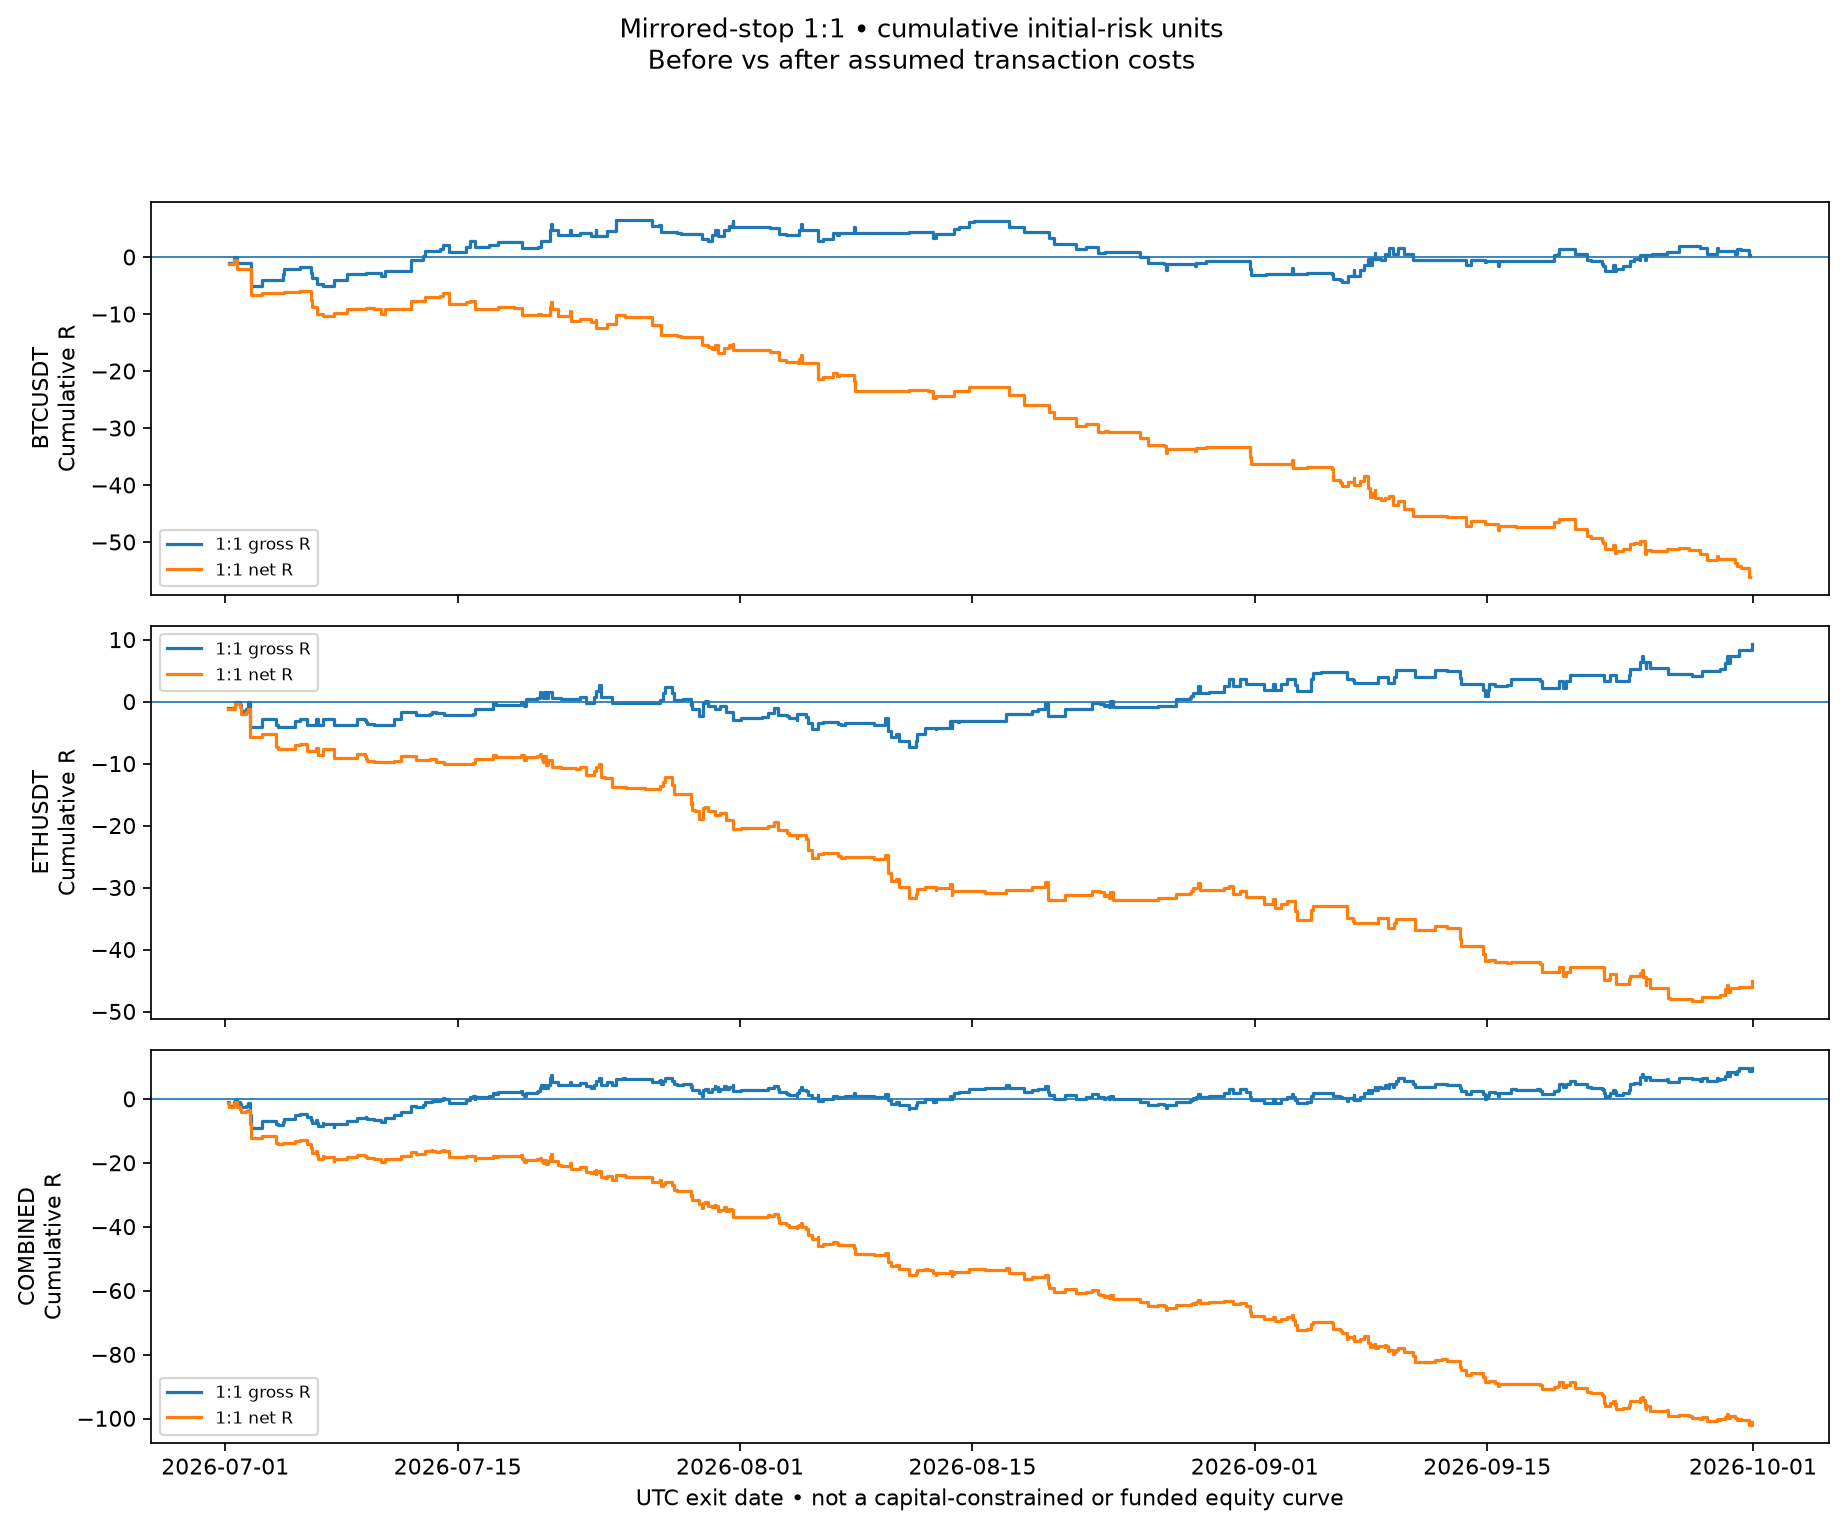 Mirrored-stop 1:1 • cumulative initial-risk units
Before vs after assumed transaction costs
BTCUSDT
Cumulative R
0
−10
−20
−30
−40
−50
1:1 gross R
1:1 net R
ETHUSDT
Cumulative R
10
0
−10
−20
−30
−40
−50
1:1 gross R
1:1 net R
COMBINED
Cumulative R
0
−20
−40
−60
−80
−100
1:1 gross R
1:1 net R
2026-07-01
2026-07-15
2026-08-01
2026-08-15
2026-09-01
2026-09-15
2026-10-01
UTC exit date • not a capital-constrained or funded equity curve